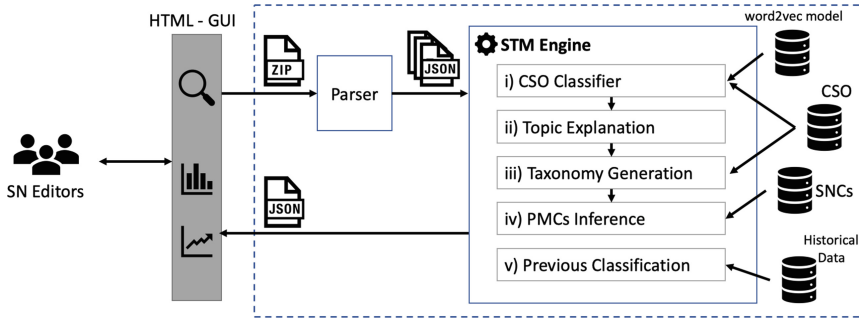 HTML - GUI
word2vec model
ZIP
JSON
STM Engine
Parser
i) CSO Classifier
CSO
ii) Topic Explanation
iii) Taxonomy Generation
SN Editors
JSON
SNCs
iv) PMCs Inference
Historical
Data
v) Previous Classification